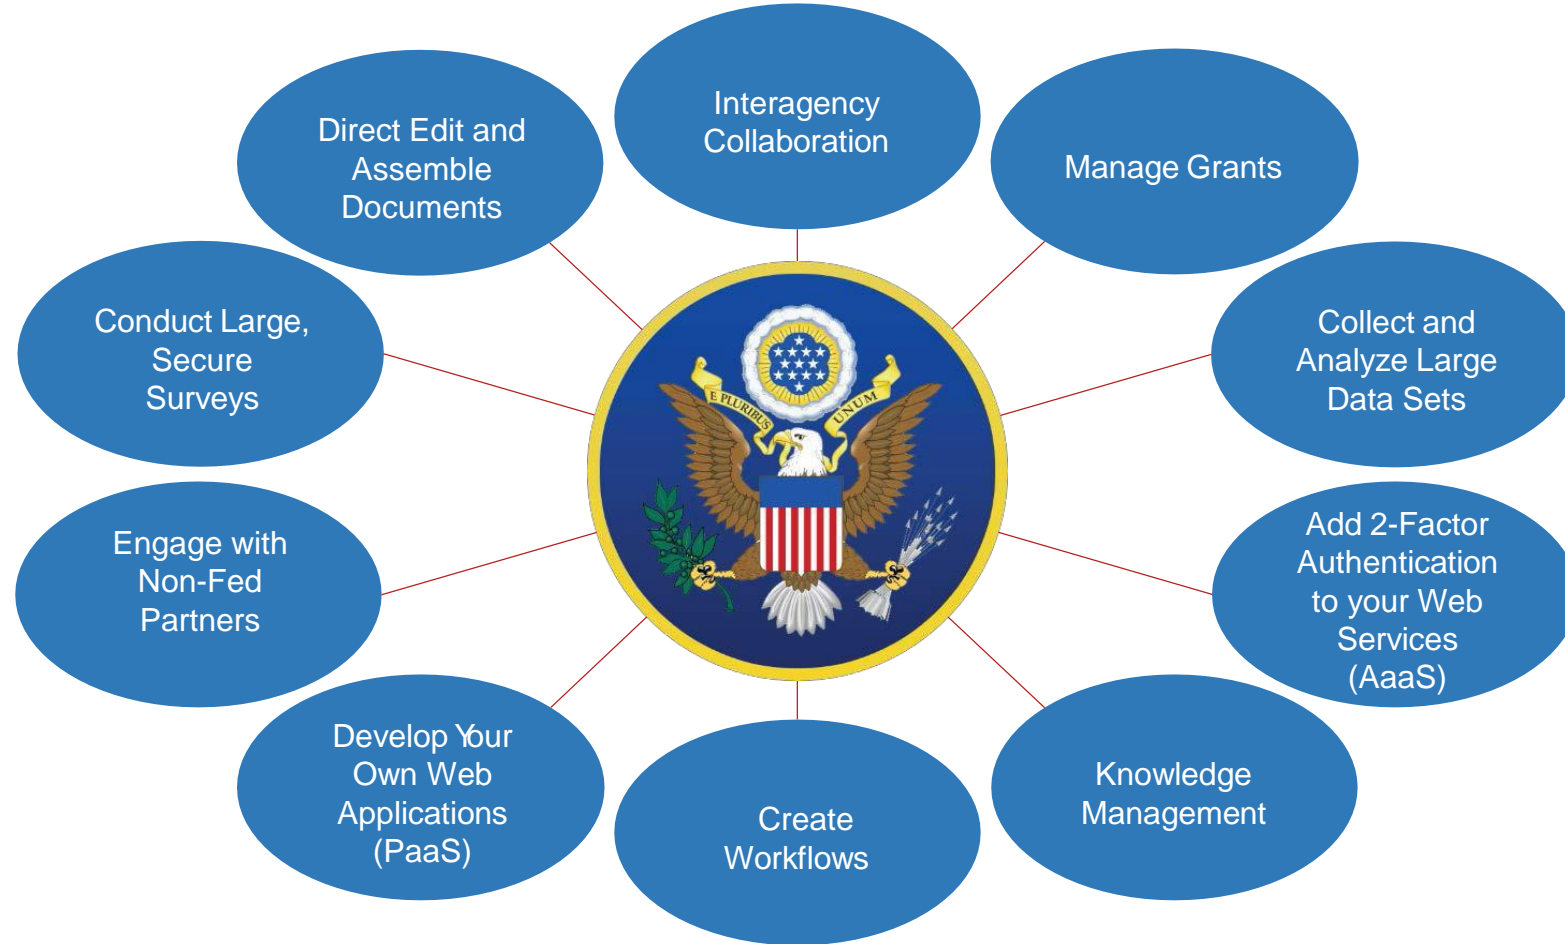 Interagency
Collaboration
Direct Edit and
Assemble
Documents
Manage Grants
Conduct Large,
Secure
Surveys
Collect and
Analyze Large
Data Sets
E PLURIBUS
UNUM
Engage with
Non-Fed
Partners
Add 2-Factor
Authentication
to your Web
Services
(AaaS)
Develop Your
Own Web
Applications
(PaaS)
Create
Workflows
Knowledge
Management